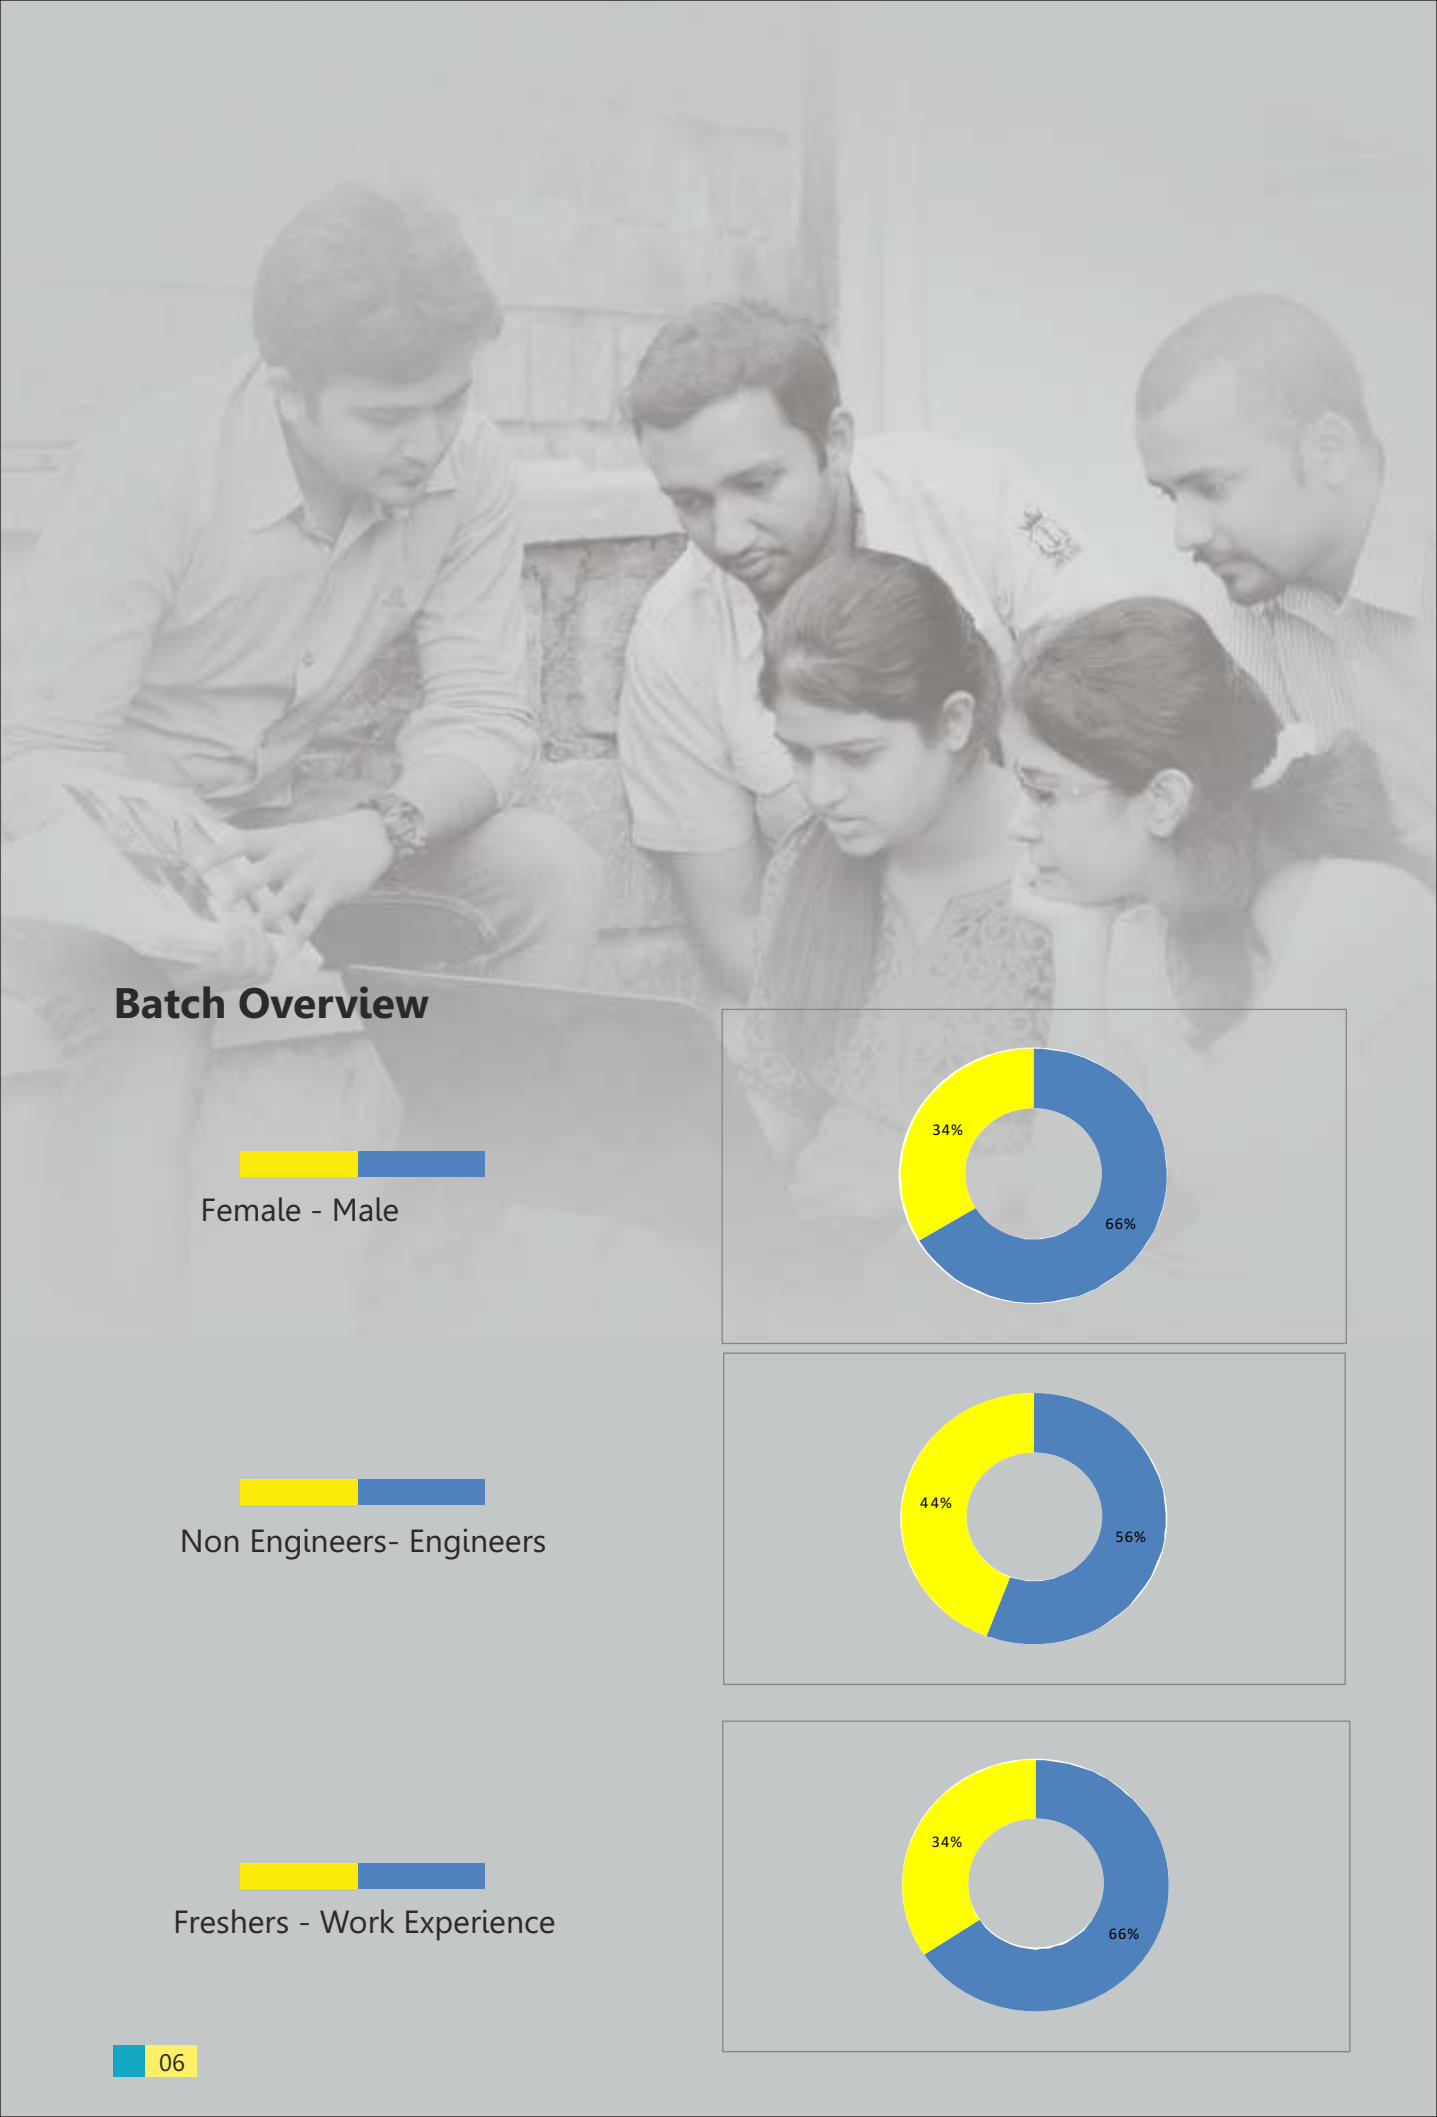 Batch Overview
34%
66%
Female - Male
44%
56%
Non Engineers- Engineers
34%
66%
Freshers - Work Experience
06